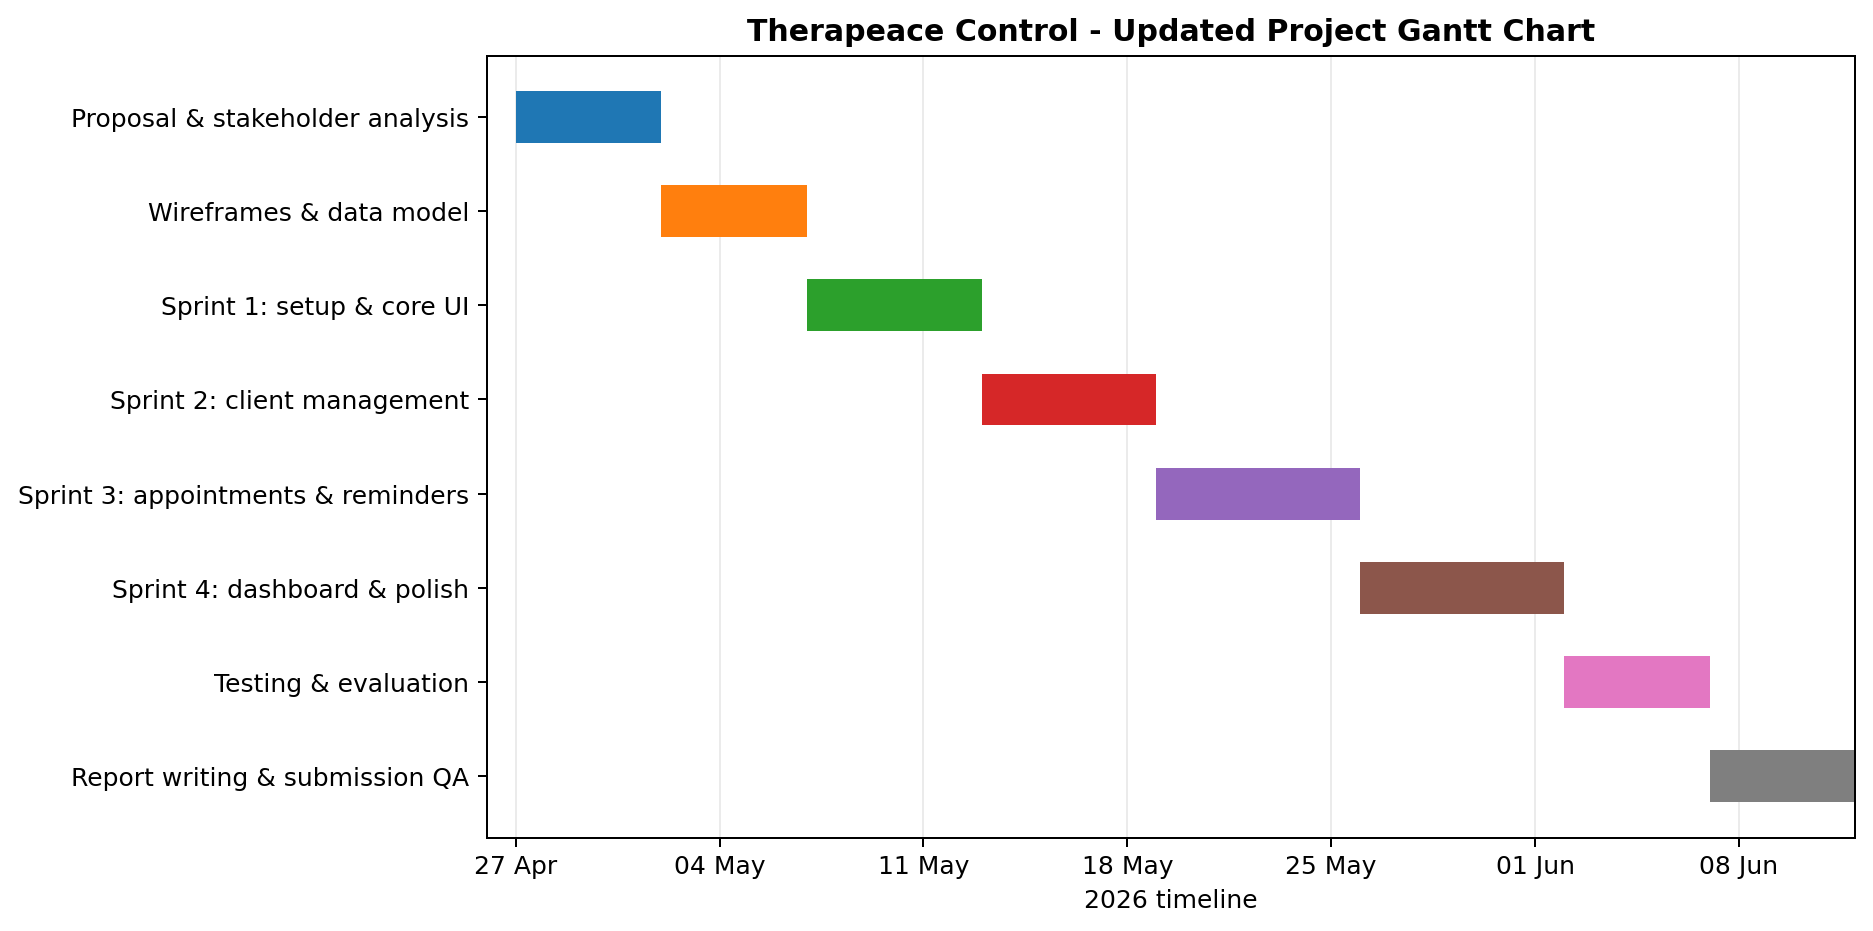 Therapeace Control - Updated Project Gantt Chart
Proposal & stakeholder analysis
Wireframes & data model
Sprint 1: setup & core UI
Sprint 2: client management
Sprint 3: appointments & reminders
Sprint 4: dashboard & polish
Testing & evaluation
Report writing & submission QA
27 Apr 04 May 11 May 18 May 25 May 01 Jun 08 Jun
2026 timeline